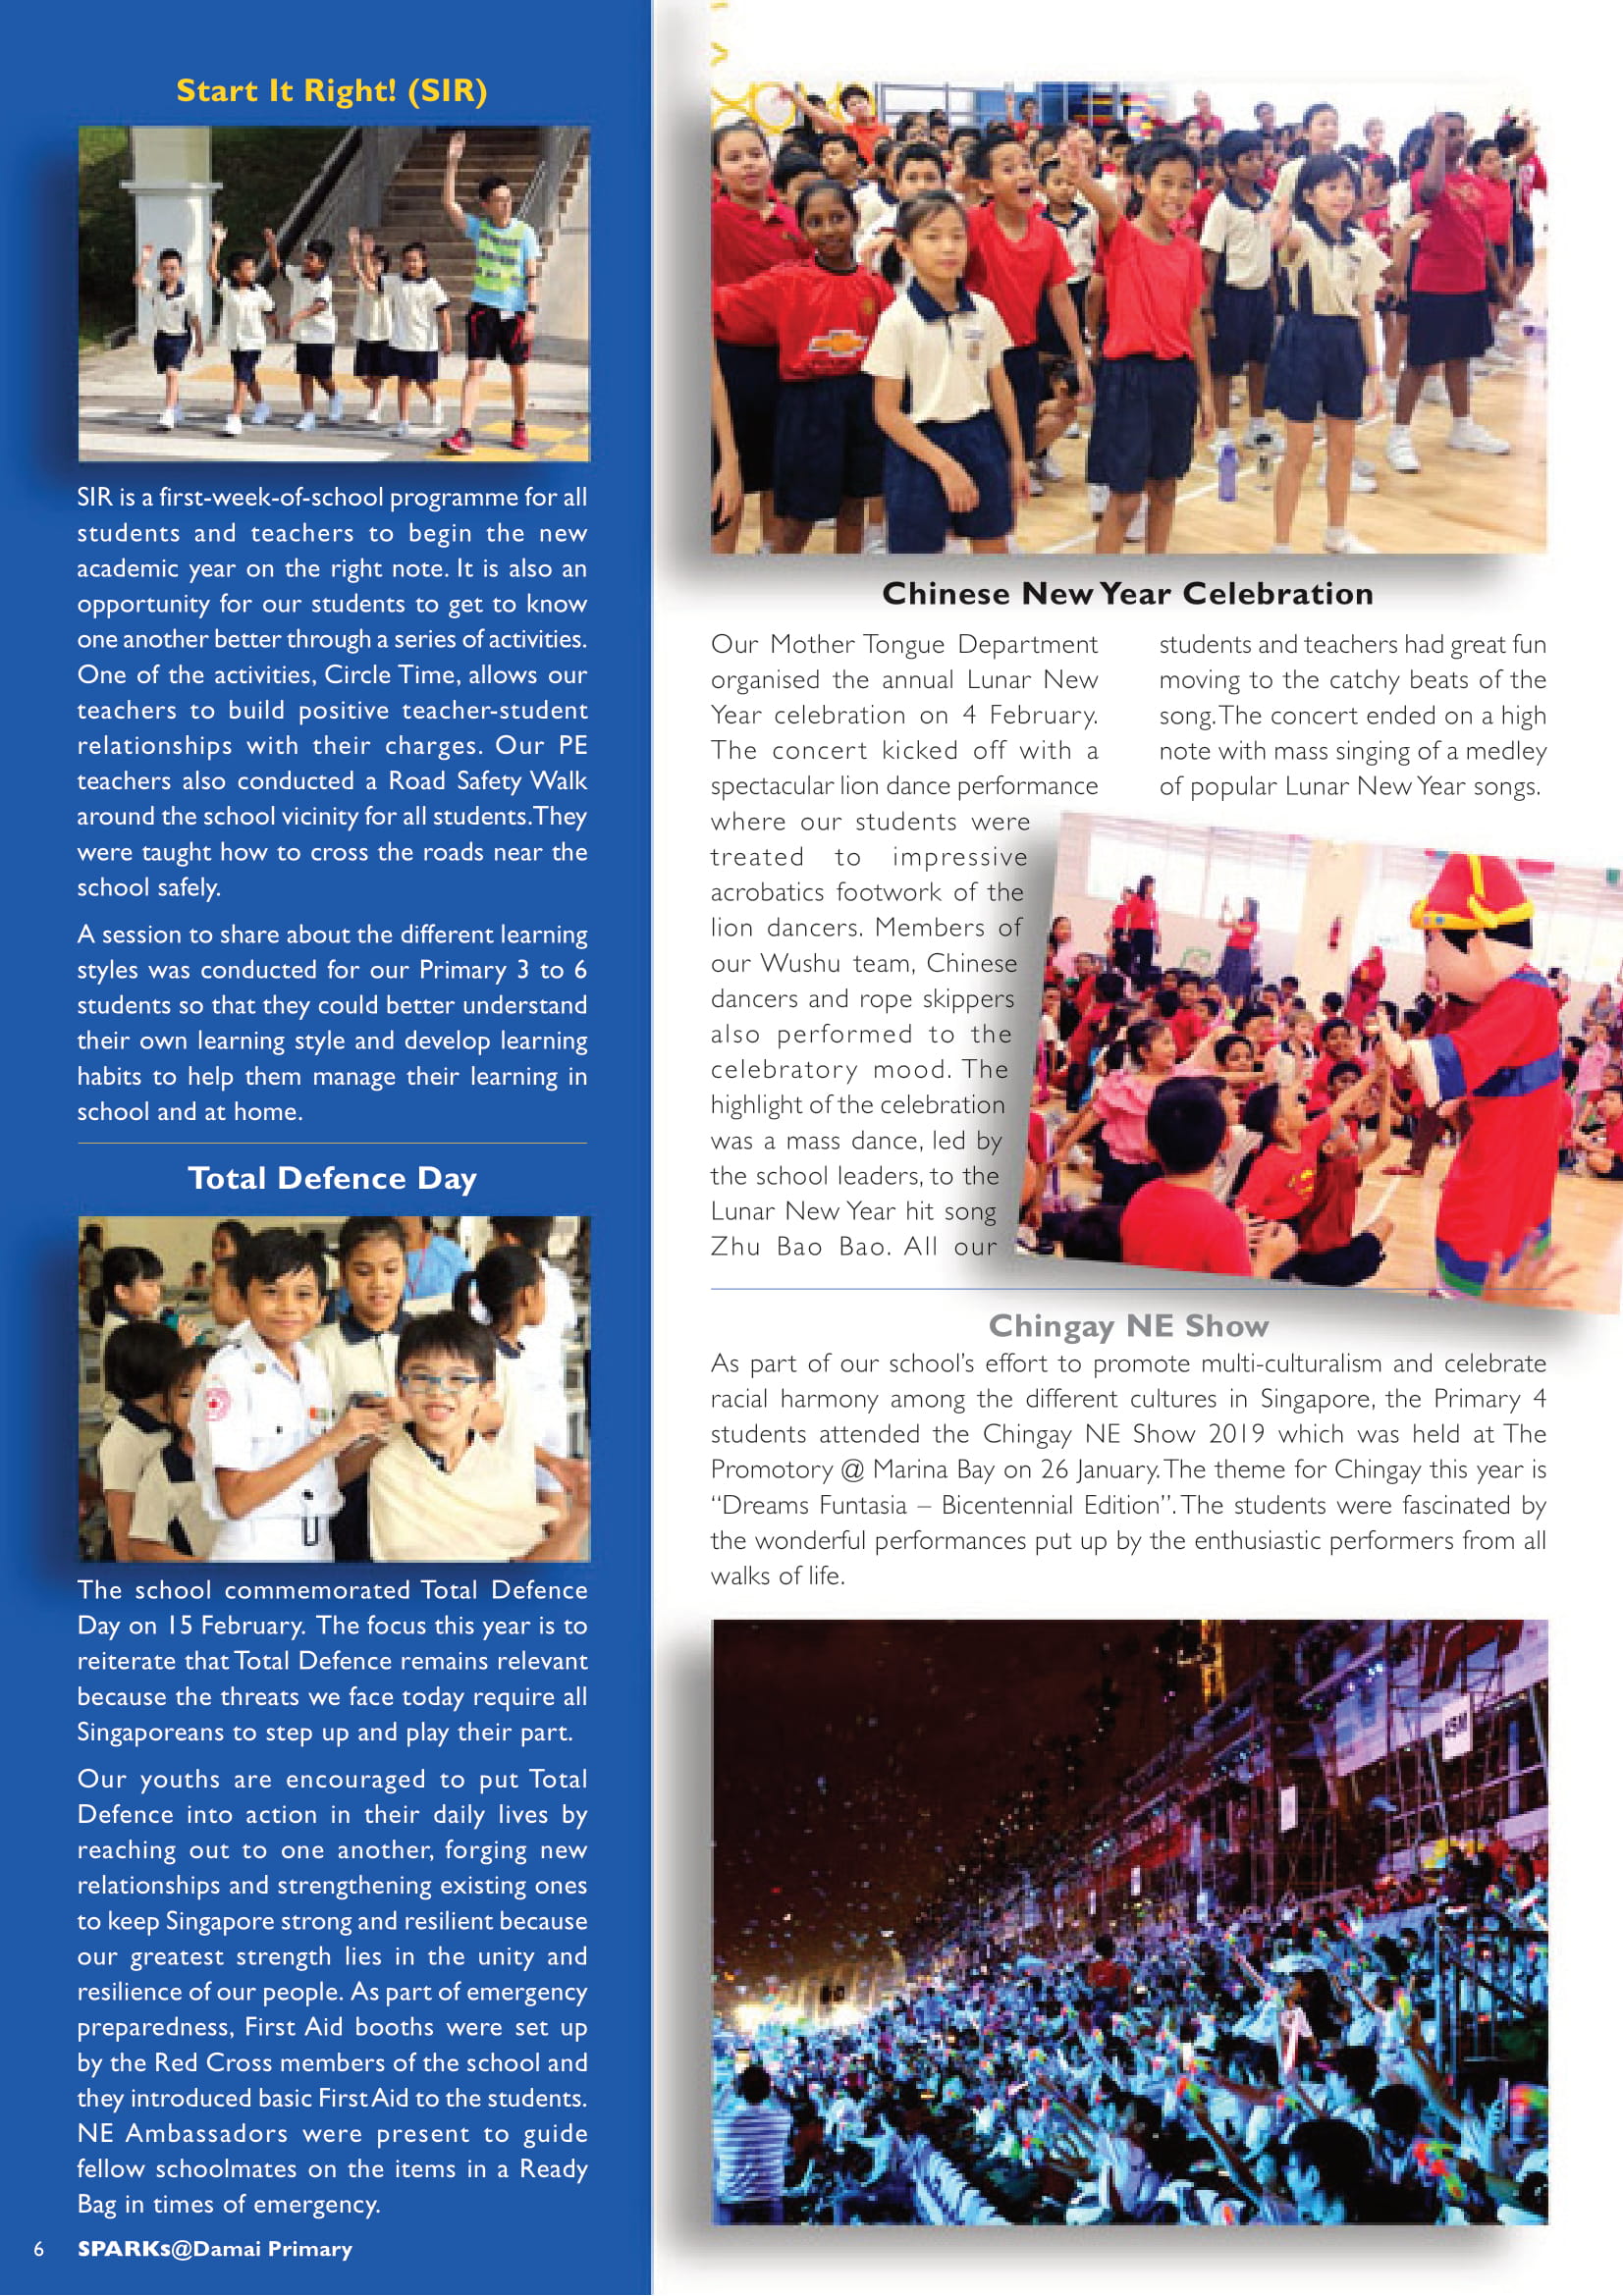 Start It Right! (SIR)
SIR is a first-week-of-school programme for all
students and teachers to begin the new
academic year on the right note. It is also an
opportunity for our students to get to know
one another better through a series of activities.
One of the activities, Circle Time, allows our
teachers to build positive teacher-student
relationships with their charges. Our PE
teachers also conducted a Road Safety Walk
around the school vicinity for all students.They
were taught how to cross the roads near the
school safely.
A session to share about the different learning
styles was conducted for our Primary 3 to 6
students so that they could better understand
their own learning style and develop learning
habits to help them manage their learning in
school and at home.
Total Defence Day
The school commemorated Total Defence
Day on 15 February. The focus this year is to
reiterate that Total Defence remains relevant
because the threats we face today require all
Singaporeans to step up and play their part.
Our youths are encouraged to put Total
Defence into action in their daily lives by
reaching out to one another, forging new
relationships and strengthening existing ones
to keep Singapore strong and resilient because
our greatest strength lies in the unity and
resilience of our people. As part of emergency
preparedness, First Aid booths were set up
by the Red Cross members of the school and
they introduced basic First Aid to the students.
NE Ambassadors were present to guide
fellow schoolmates on the items in a Ready
Bag in times of emergency.
Chinese New Year Celebration
Our Mother Tongue Department
organised the annual Lunar New
Year celebration on 4 February.
The concert kicked off with a
spectacular lion dance performance
where our students were
treated to impressive
acrobatics footwork of the
lion dancers. Members of
our Wushu team, Chinese
dancers and rope skippers
also performed to the
celebratory mood. The
highlight of the celebration
was a mass dance, led by
the school leaders, to the
Lunar New Year hit song
Zhu Bao Bao. All our
students and teachers had great fun
moving to the catchy beats of the
song.The concert ended on a high
note with mass singing of a medley
of popular Lunar New Year songs.
Chingay NE Show
As part of our school's effort to promote multi-culturalism and celebrate
racial harmony among the different cultures in Singapore, the Primary 4
students attended the Chingay NE Show 2019 which was held at The
Promotory @ Marina Bay on 26 January.The theme for Chingay this year is
“Dreams Funtasia – Bicentennial Edition”.The students were fascinated by
the wonderful performances put up by the enthusiastic performers from all
walks of life.
6 SPARKs@Damai Primary